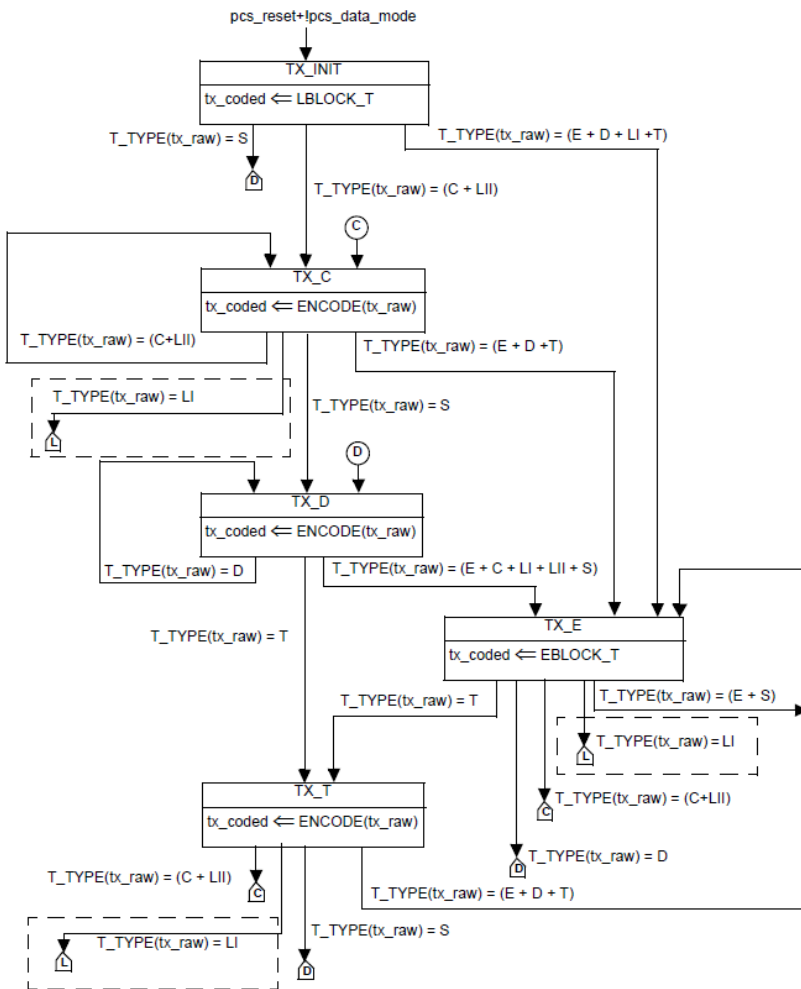 pcs_reset+!pcs_data_mode
TX_INIT
tx_coded ⇐ LBLOCK_T
T_TYPE(tx_raw) = S
T_TYPE(tx_raw) = (E + D + LI +T)
D
T_TYPE(tx_raw) = (C + LII)
C
TX_C
tx_coded ⇐ ENCODE(tx_raw)
T_TYPE(tx_raw) = (C+LII)
T_TYPE(tx_raw) = (E + D +T)
T_TYPE(tx_raw) = LI
T_TYPE(tx_raw) = S
L
D
TX_D
tx_coded ⇐ ENCODE(tx_raw)
T_TYPE(tx_raw) = D
T_TYPE(tx_raw) = (E + C + LI + LII + S)
TX_E
T_TYPE(tx_raw) = T
tx_coded ⇐ EBLOCK_T
T_TYPE(tx_raw) = T
T_TYPE(tx_raw) = (E + S)
T_TYPE(tx_raw) = LI
L
TX_T
T_TYPE(tx_raw) = (C+LII)
C
tx_coded ⇐ ENCODE(tx_raw)
T_TYPE(tx_raw) = D
D
T_TYPE(tx_raw) = (C + LII)
C
T_TYPE(tx_raw) = (E + D + T)
T_TYPE(tx_raw) = LI
T_TYPE(tx_raw) = S
L
D